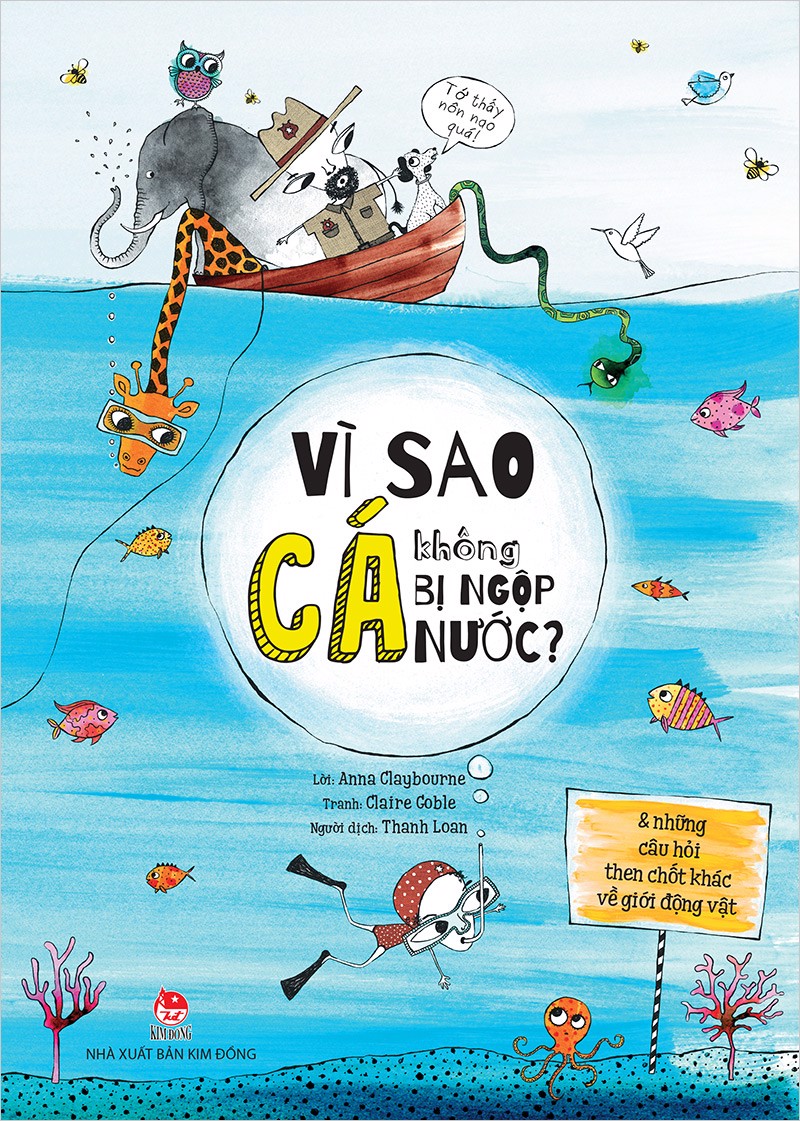 Tớ thấy
nôn nao
quá!
VÌ SAO
CÁ không
BỊ NGỘP
NƯỚC?
Lời: Anna Claybourne
Tranh: Claire Goble
Người dịch: Thanh Loan
& những
câu hỏi
then chốt khác
về giới động vật
KIM ĐỒNG
NHÀ XUẤT BẢN KIM ĐỒNG